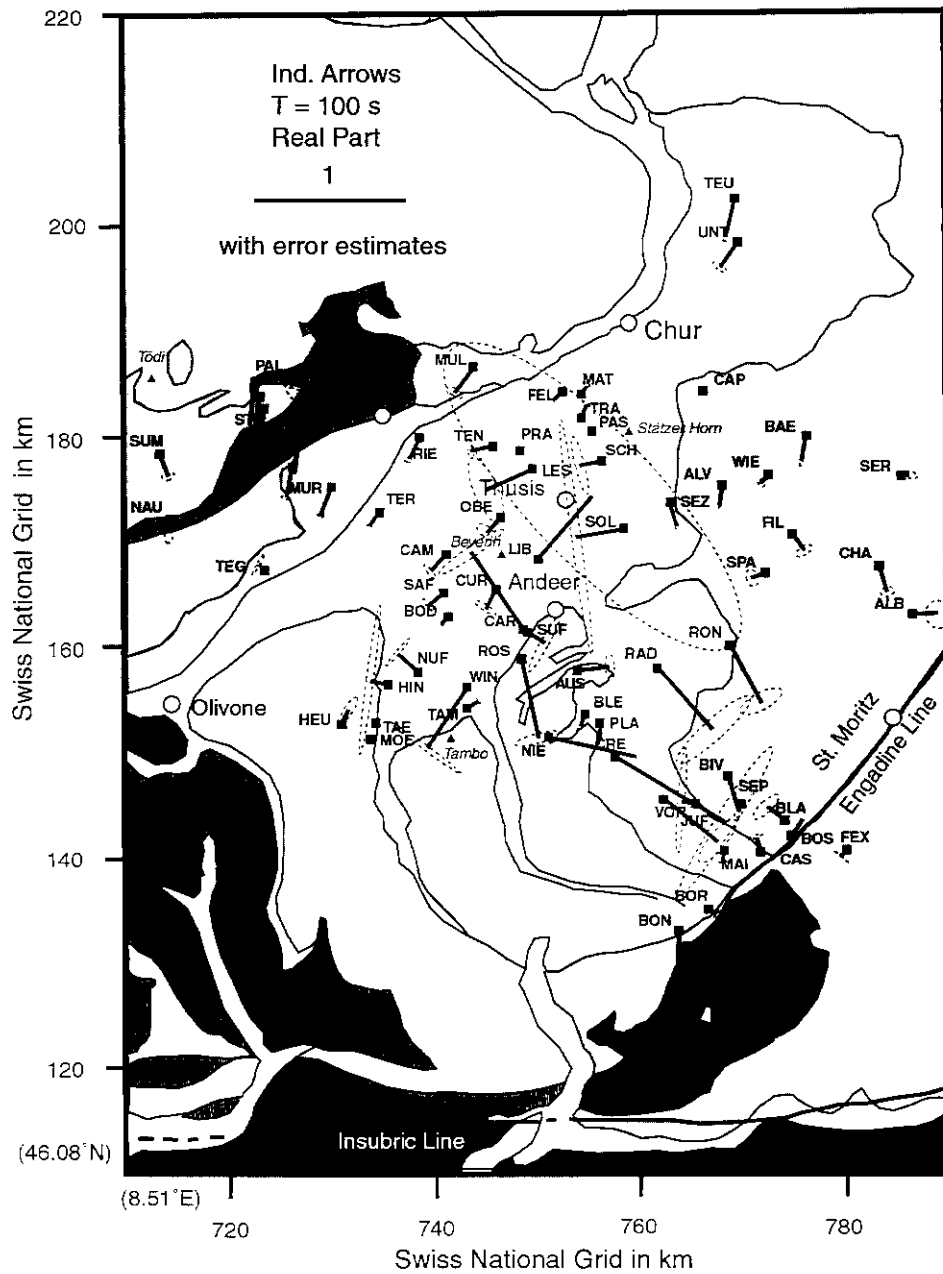 220
Ind. Arrows
T = 100 s
Real Part
1
with error estimates
TEU
UNT
200
Chur
Tödi
PAL
MUL
MAT
FEL
CAP
TRA
PAS
Stätzer Horn
SUM
180
RIE
TEN
PRA
SCH
BAE
LES
ALV
WIE
SER
NAU
MUR
Thusis
SEZ
TER
OBE
SOL
FIL
Beverin
LIB
CAM
TEG
SPA
CHA
SAF
CUR
Andeer
BOD
CAR
SUF
ALB
RON
160
ROS
RAD
NUF
WIN
HIN
AUS
BLE
Olivone
HEU
TAE
TAM
PLA
MOE
Tambo
NIE
CRE
St. Moritz
Engadine Line
BIV
SEP
BLA
VOR
JUF
BOS
FEX
140
MAI
CAS
BOR
BON
120
(46.08°N)
Insubric Line
(8.51°E)
720
740
760
780
Swiss National Grid in km
Swiss National Grid in km